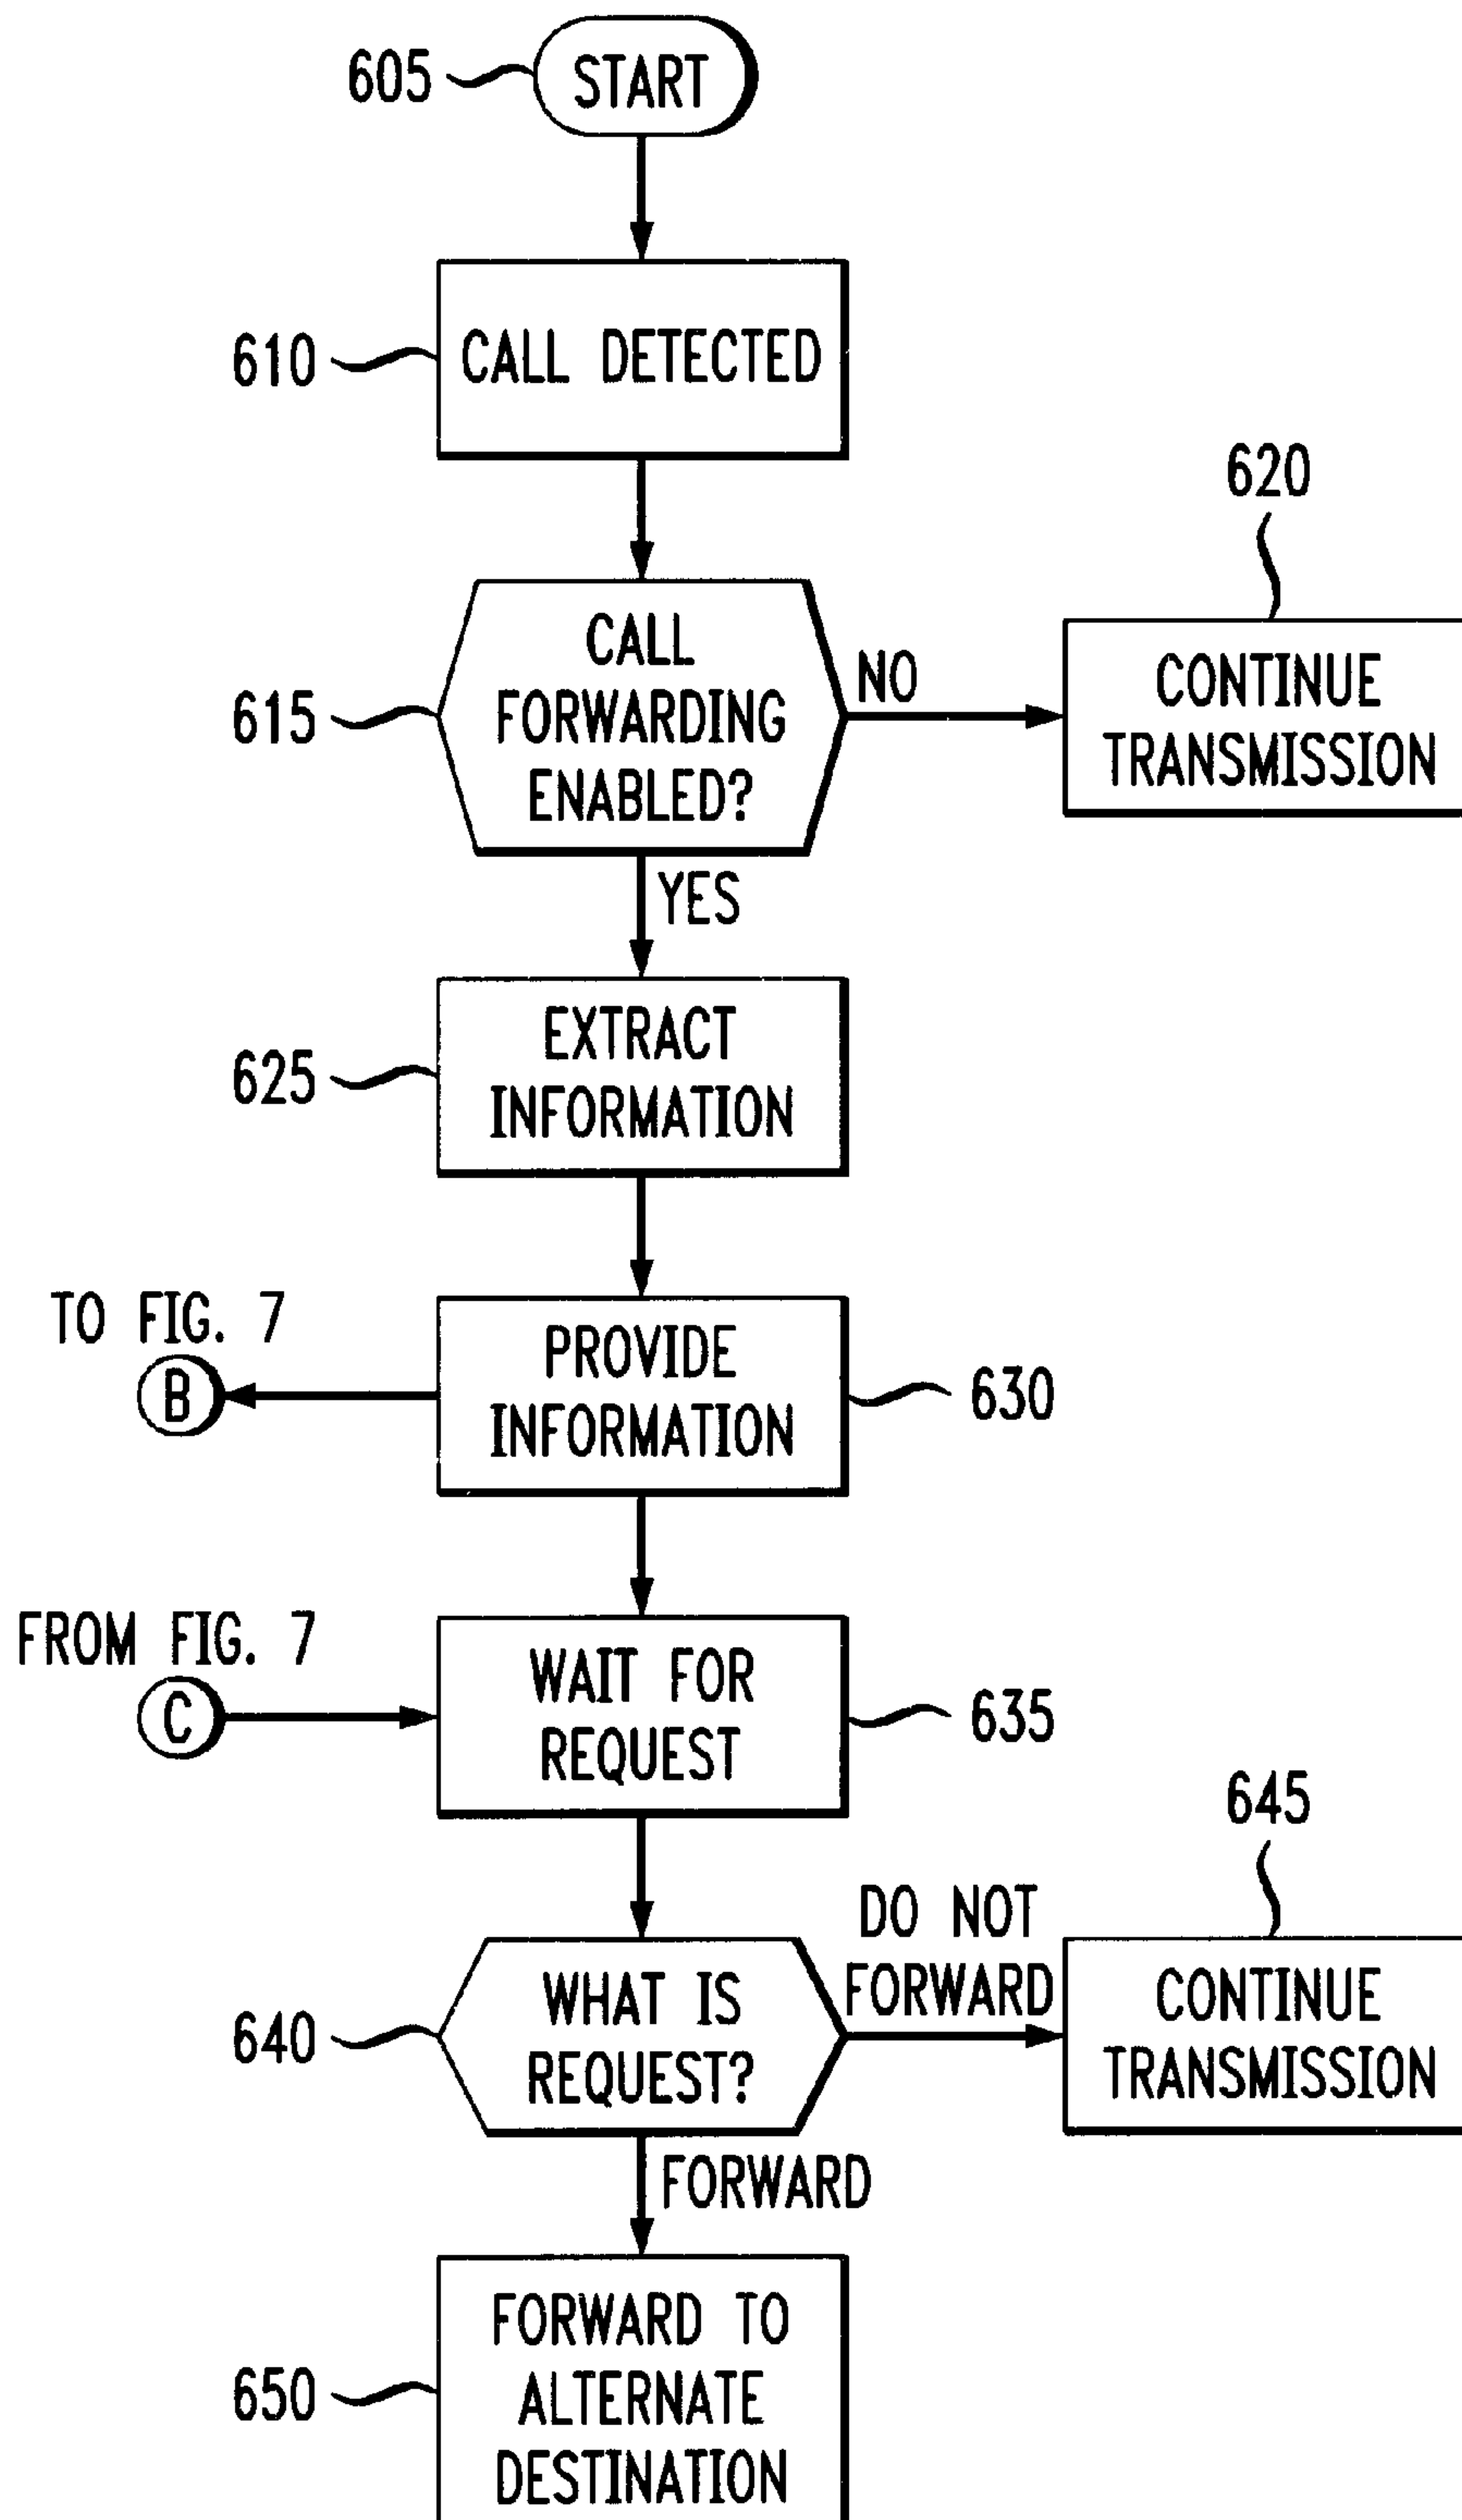 605
START
610
CALL DETECTED
620
615
CALL
FORWARDING
ENABLED?
NO
CONTINUE
TRANSMISSION
YES
625
EXTRACT
INFORMATION
TO FIG. 7
B
PROVIDE
INFORMATION
630
FROM FIG. 7
C
WAIT FOR
REQUEST
635
645
640
WHAT IS
REQUEST?
DO NOT
FORWARD
CONTINUE
TRANSMISSION
FORWARD
650
FORWARD TO
ALTERNATE
DESTINATION